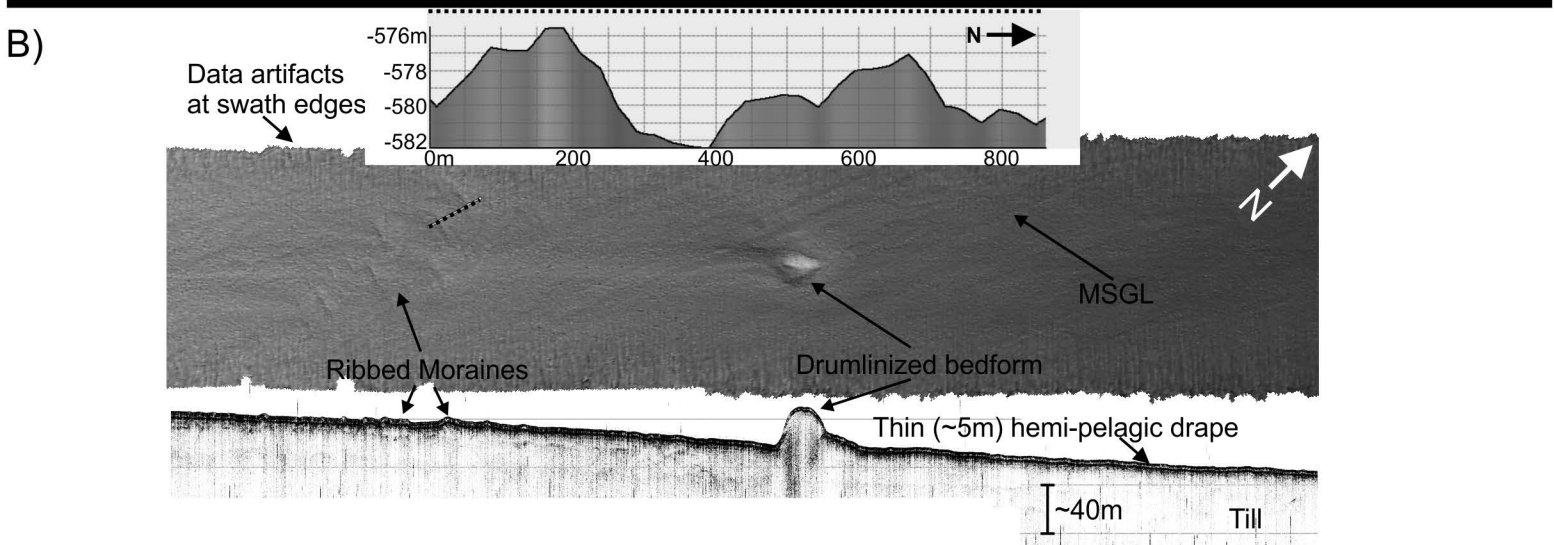 B)
Data artifacts
at swath edges
-576m
-578
-580
-582
0m 200 400 600 800
N
N
MSGL
Ribbed Moraines
Drumlinized bedform
Thin (~5m) hemi-pelagic drape
~40m
Till